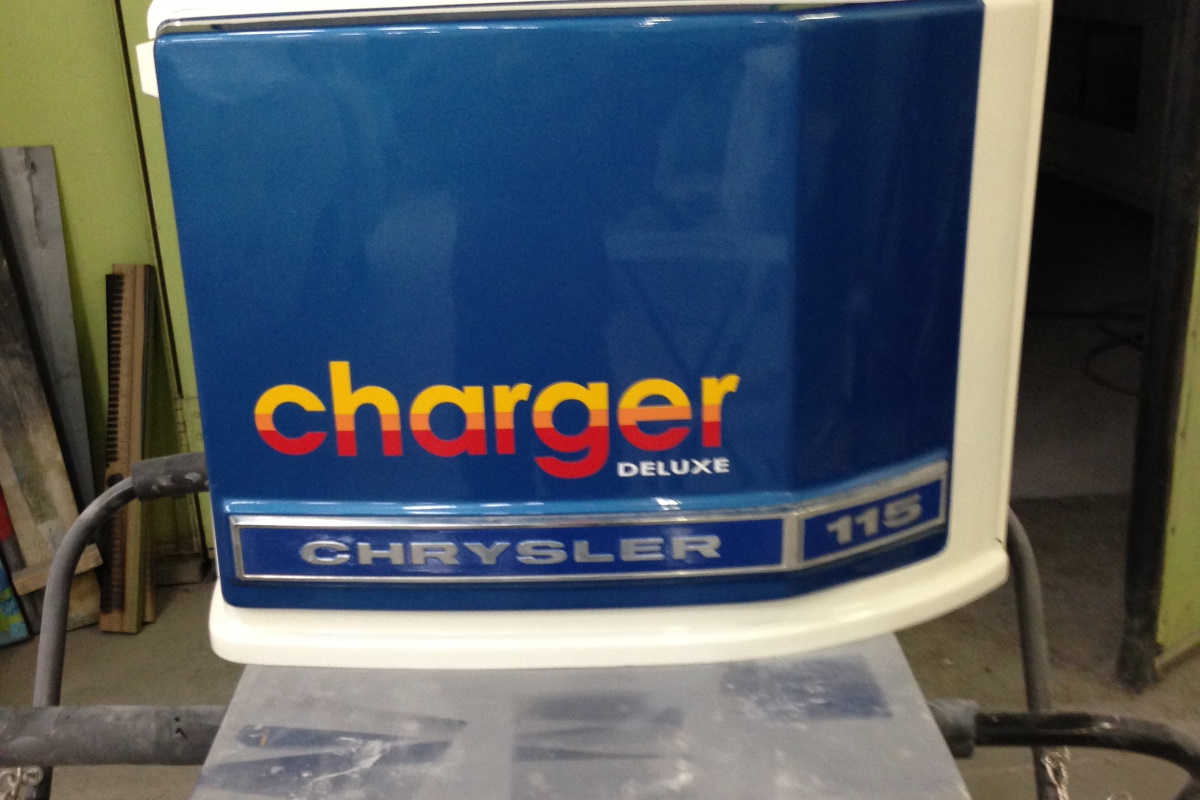 charger
DELUXE
CHRYSLER 115